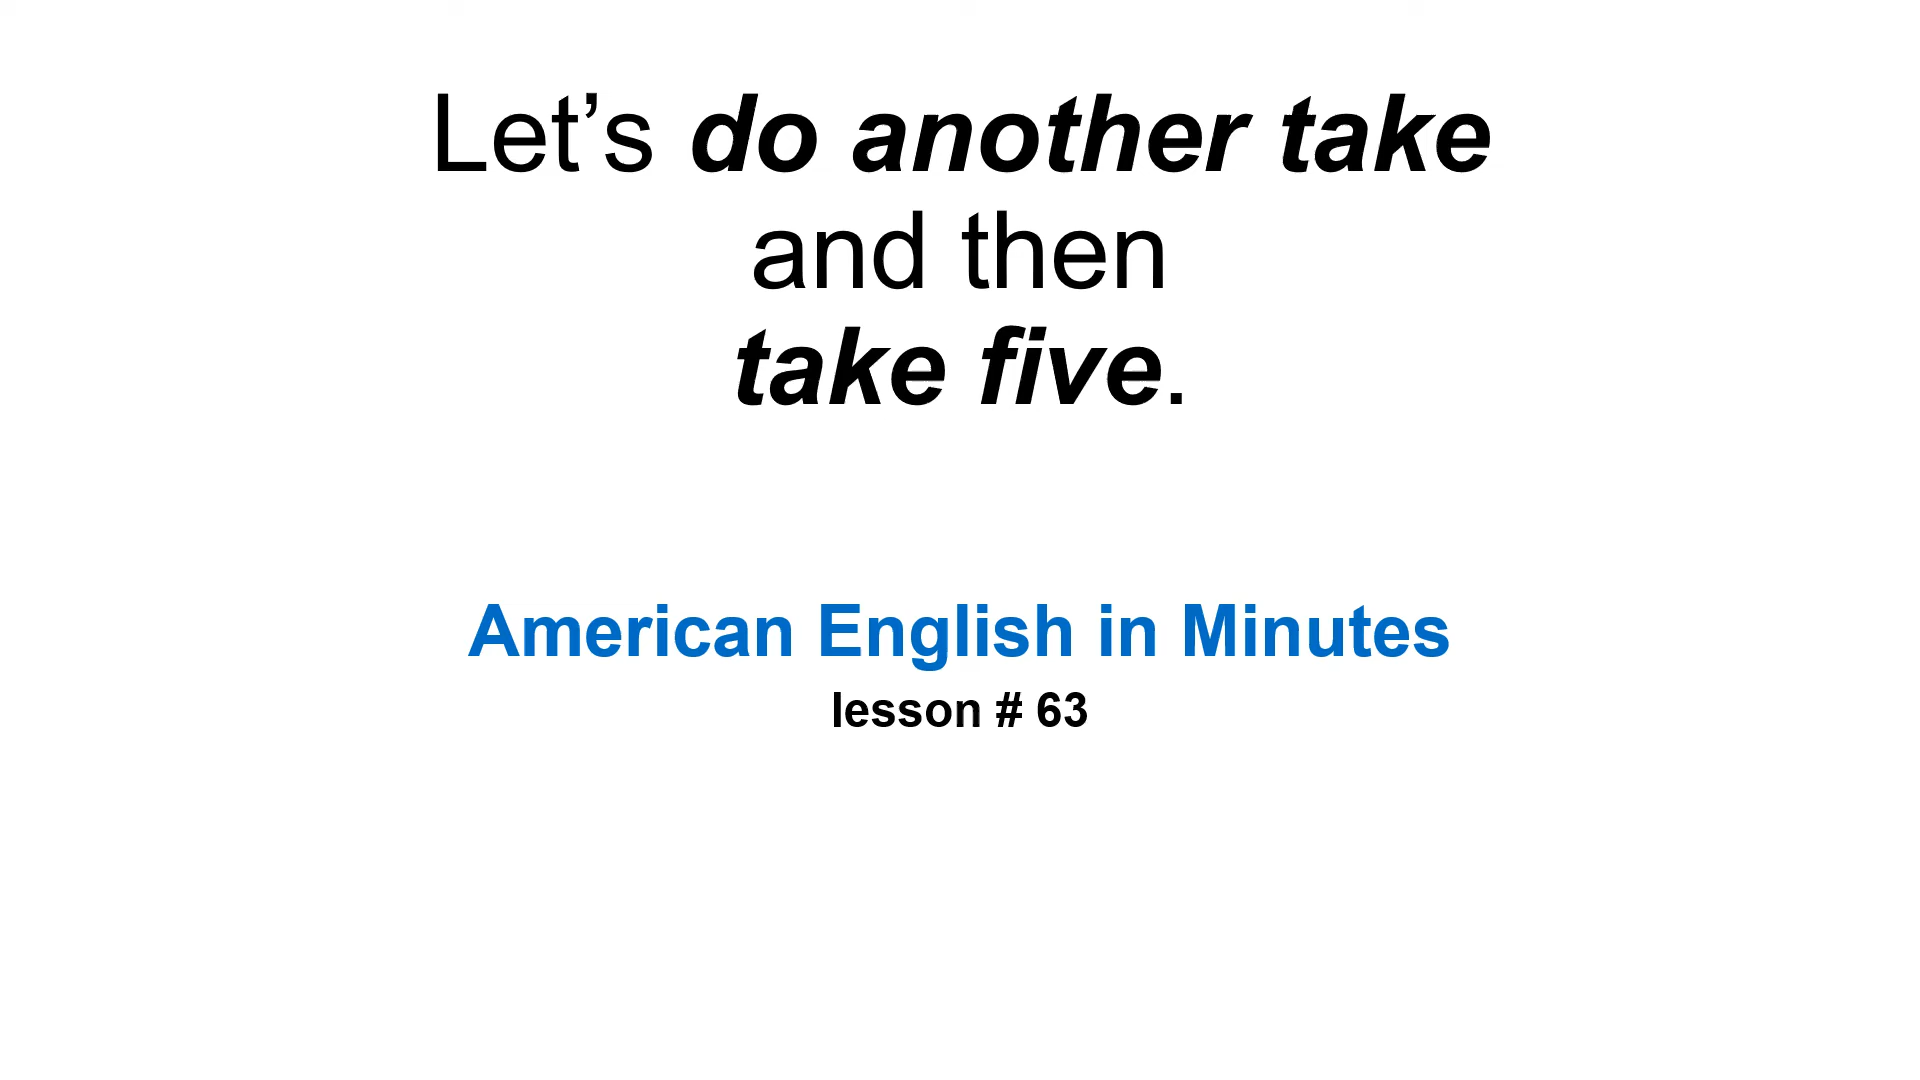 Let’s do another take
and then
take five.
American English in Minutes
lesson # 63